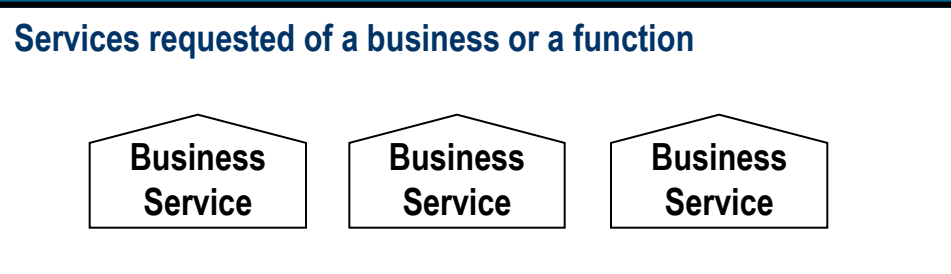 Services requested of a business or a function
Business
Service
Business
Service
Business
Service